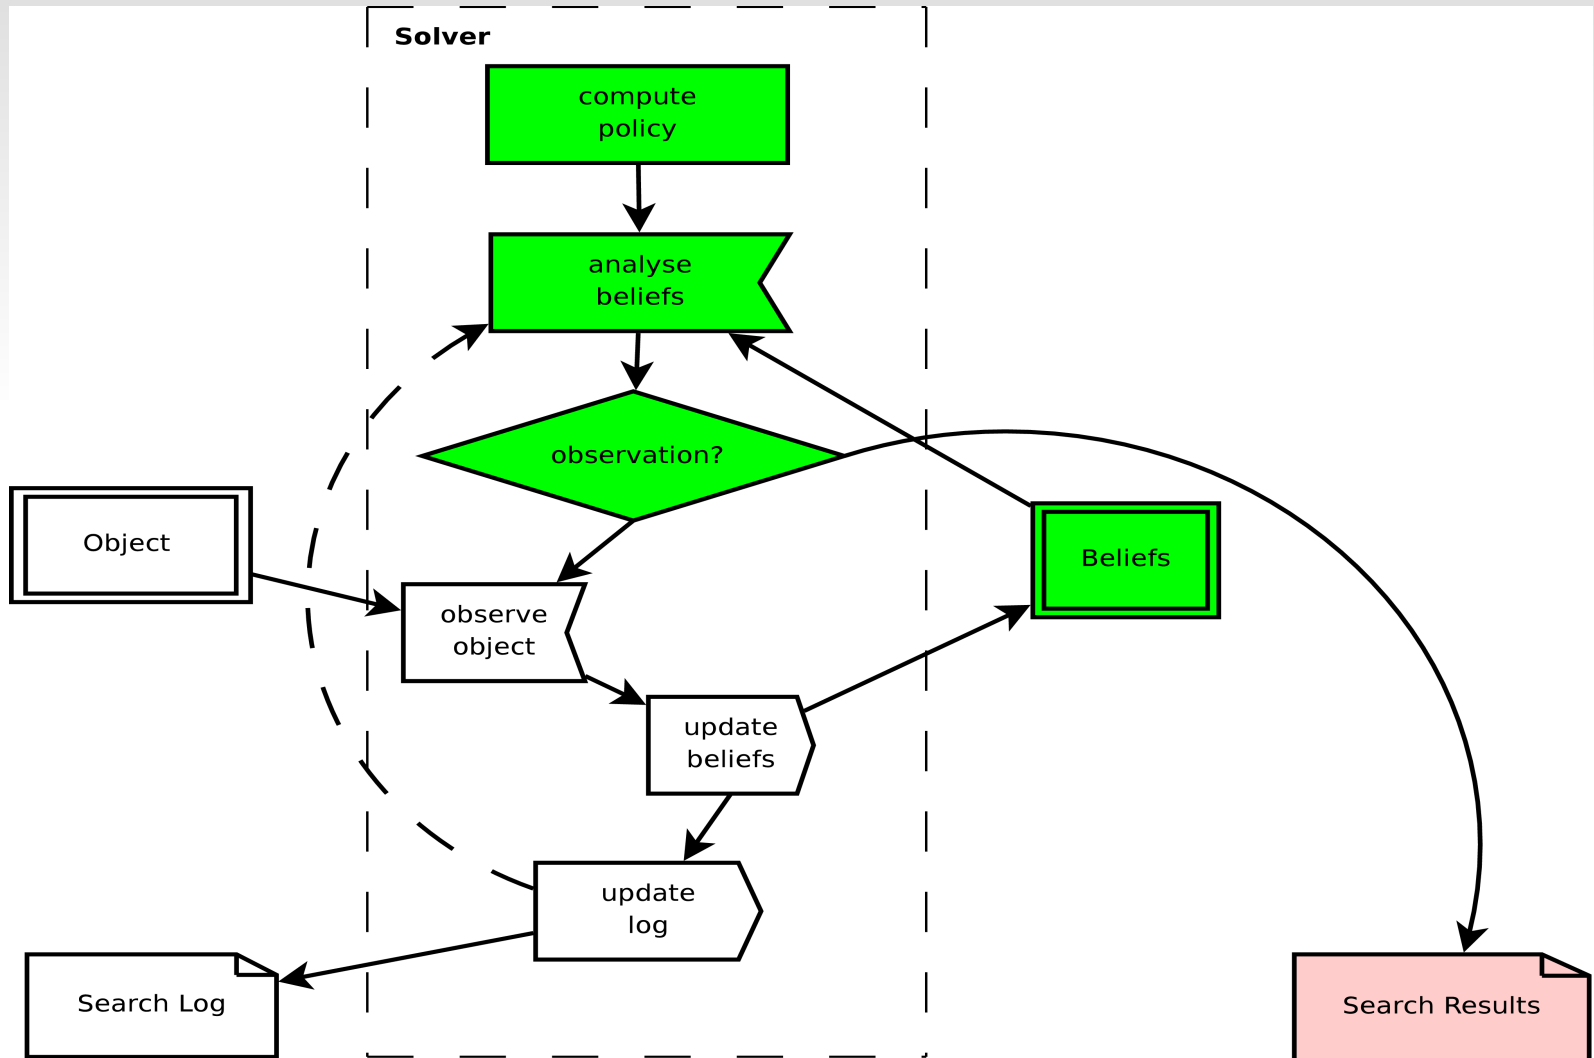 Solver
compute
policy
analyse
beliefs
observation?
Object
Beliefs
observe
object
update
beliefs
update
log
Search Log
Search Results